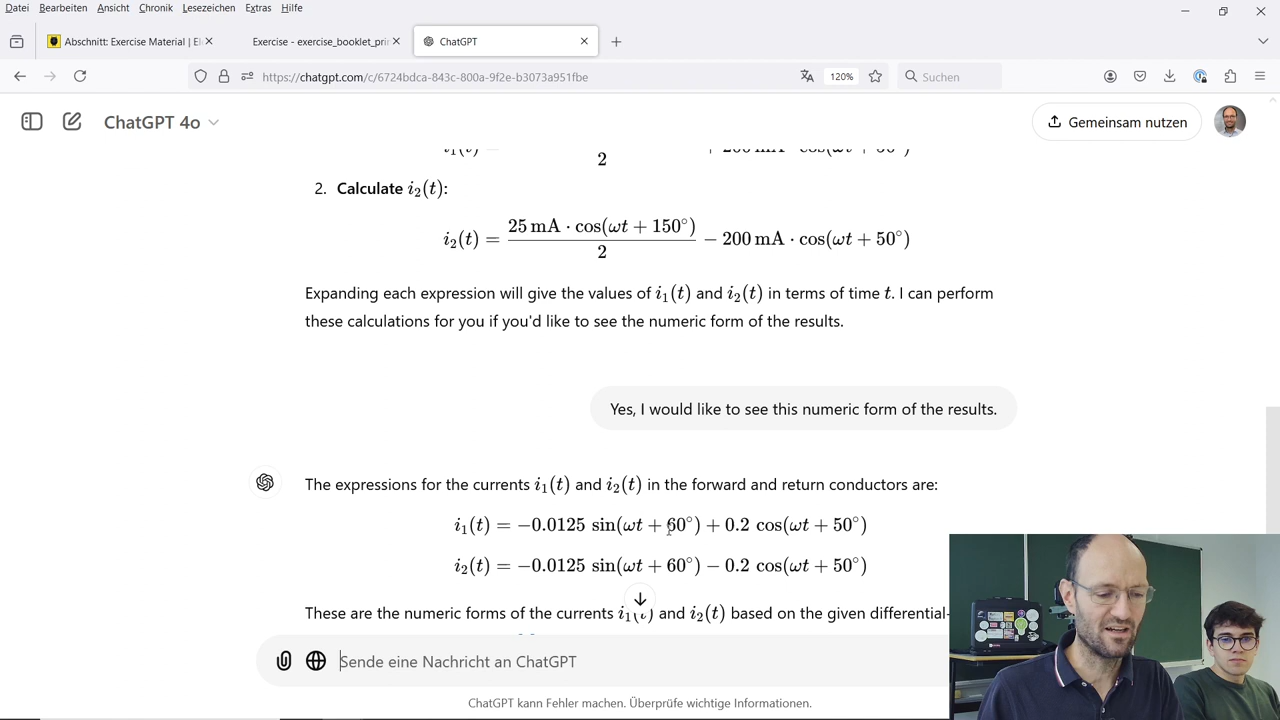 Datei Bearbeiten Ansicht Chronik Lesezeichen Extras Hilfe
Abschnitt: Exercise Material | El
Exercise - exercise_booklet_pri
ChatGPT
https://chatgpt.com/c/6724bdca-843c-800a-9f2e-b3073a951fbe
120%
Suchen
ChatGPT 4o
Gemeinsam nutzen
2
2. Calculate i₂(t):
i₂(t) = 25 mA · cos(ωt + 150°) / 2 − 200 mA · cos(ωt + 50°)
Expanding each expression will give the values of i₁(t) and i₂(t) in terms of time t. I can perform
these calculations for you if you'd like to see the numeric form of the results.
Yes, I would like to see this numeric form of the results.
The expressions for the currents i₁(t) and i₂(t) in the forward and return conductors are:
i₁(t) = −0.0125 sin(ωt + 60°) + 0.2 cos(ωt + 50°)
i₂(t) = −0.0125 sin(ωt + 60°) − 0.2 cos(ωt + 50°)
These are the numeric forms of the currents i₁(t) and i₂(t) based on the given differential-
Sende eine Nachricht an ChatGPT
ChatGPT kann Fehler machen. Überprüfe wichtige Informationen.